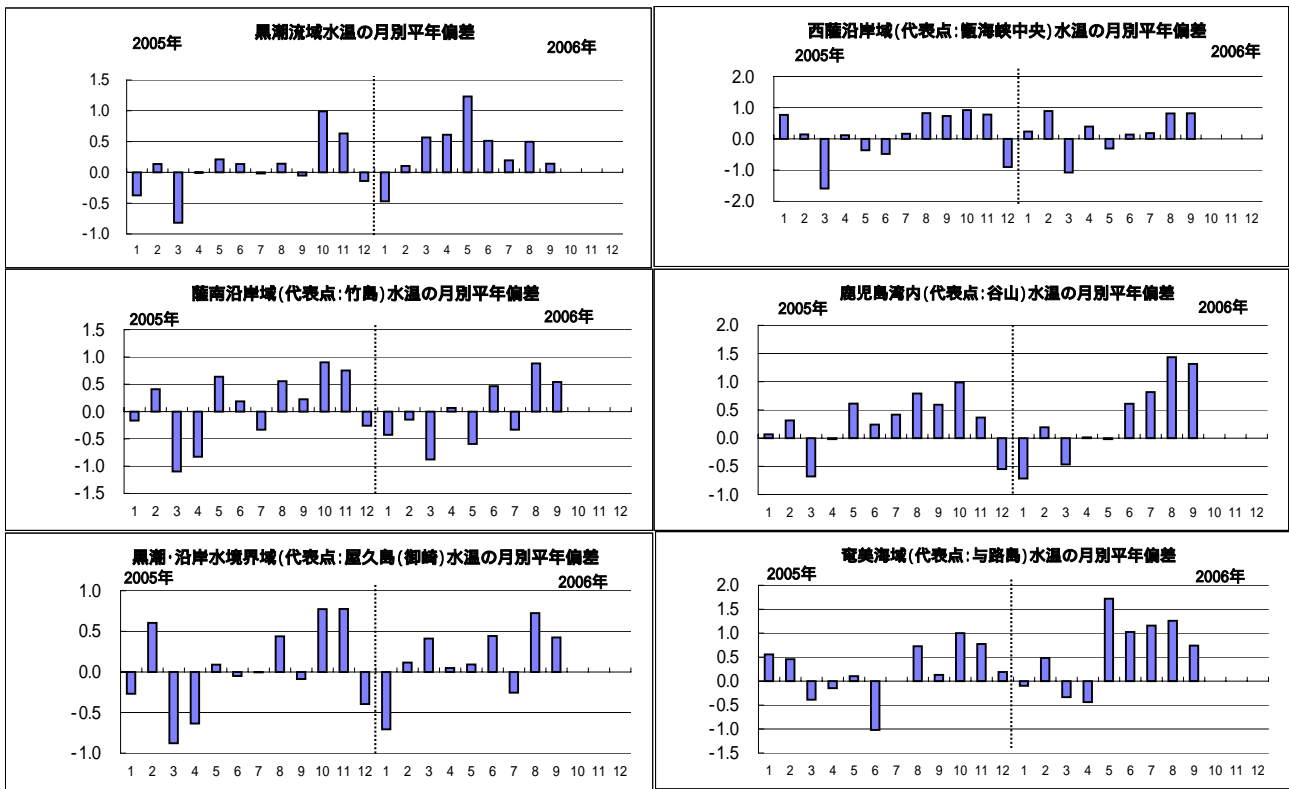 黒潮流域水温の月別平年偏差
2005年
2006年
1.5
1.0
0.5
0.0
-0.5
-1.0
1 2 3 4 5 6 7 8 9 10 11 12 1 2 3 4 5 6 7 8 9 10 11 12
西薩沿岸域(代表点:甑海峡中央)水温の月別平年偏差
2005年
2006年
2.0
1.0
0.0
-1.0
-2.0
1 2 3 4 5 6 7 8 9 10 11 12 1 2 3 4 5 6 7 8 9 10 11 12
薩南沿岸域(代表点:竹島)水温の月別平年偏差
2005年
2006年
1.5
1.0
0.5
0.0
-0.5
-1.0
-1.5
1 2 3 4 5 6 7 8 9 10 11 12 1 2 3 4 5 6 7 8 9 10 11 12
鹿児島湾内(代表点:谷山)水温の月別平年偏差
2005年
2006年
2.0
1.5
1.0
0.5
0.0
-0.5
-1.0
1 2 3 4 5 6 7 8 9 10 11 12 1 2 3 4 5 6 7 8 9 10 11 12
黒潮・沿岸水境界域(代表点:屋久島(御崎)水温の月別平年偏差
2005年
2006年
1.0
0.5
0.0
-0.5
-1.0
1 2 3 4 5 6 7 8 9 10 11 12 1 2 3 4 5 6 7 8 9 10 11 12
奄美海域(代表点:与路島)水温の月別平年偏差
2005年
2006年
2.0
1.5
1.0
0.5
0.0
-0.5
-1.0
-1.5
1 2 3 4 5 6 7 8 9 10 11 12 1 2 3 4 5 6 7 8 9 10 11 12